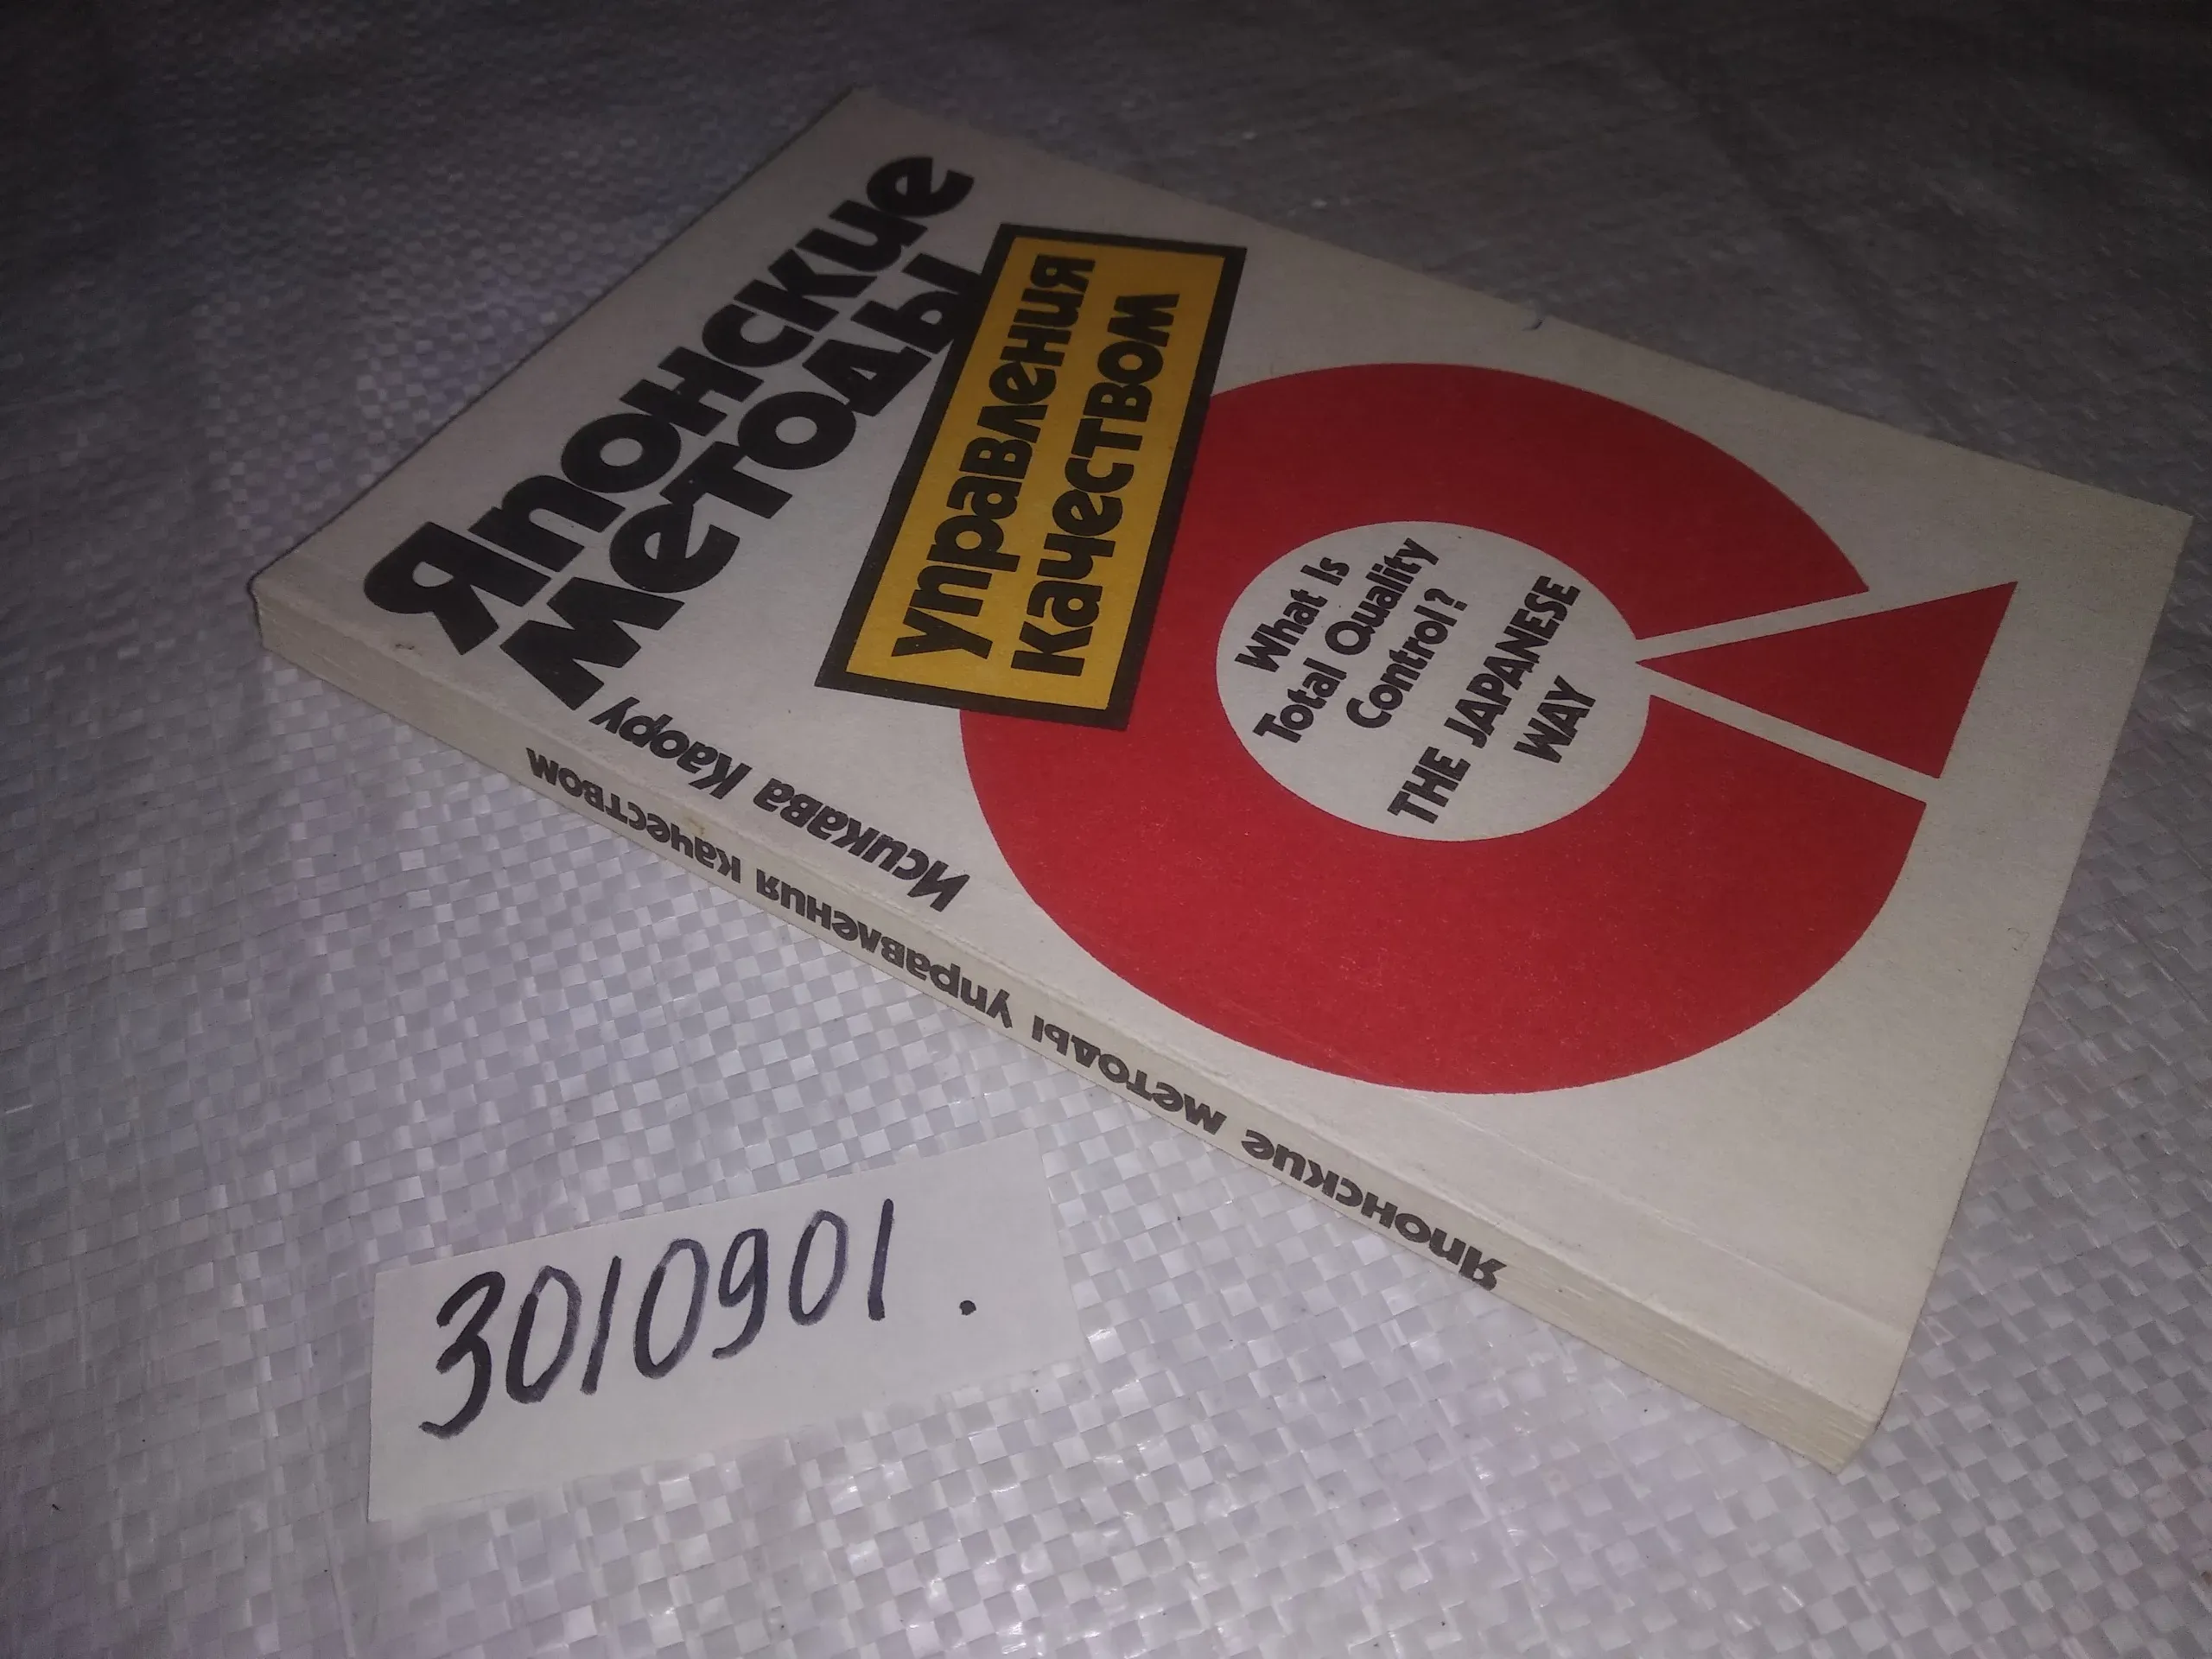 Исикава Каору
Японские
методы
управления
качеством
What Is
Total Quality
Control?
THE JAPANESE
WAY
Японские методы управления качеством
3010901.